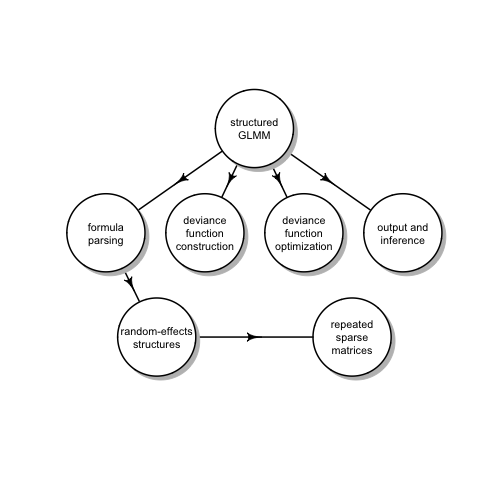 structured
GLMM
formula
parsing
deviance
function
construction
deviance
function
optimization
output and
inference
random-effects
structures
repeated
sparse
matrices